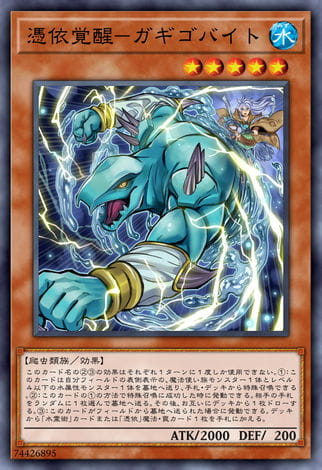 憑依覚醒-ガギゴバイト
水
［爬虫類族／効果］
このカード名の②③の効果はそれぞれ１ターンに１度しか使用できない。①：こ
のカードは自分フィールドの表側表示の、魔法使い族モンスター１体とレベル
４以下の水属性モンスター１体を墓地へ送り、手札・デッキから特殊召喚できる
。②：このカードの①の方法で特殊召喚に成功した時に発動できる。相手の手札
をランダムに１枚選んで墓地へ送る。その後、お互いにデッキから１枚ドローす
る。③：このカードがフィールドから墓地へ送られた場合に発動できる。デッキ
から「水霊術」カードまたは「憑依」魔法・罠カード１枚を手札に加える。
ATK/2000 DEF/ 200
74426895